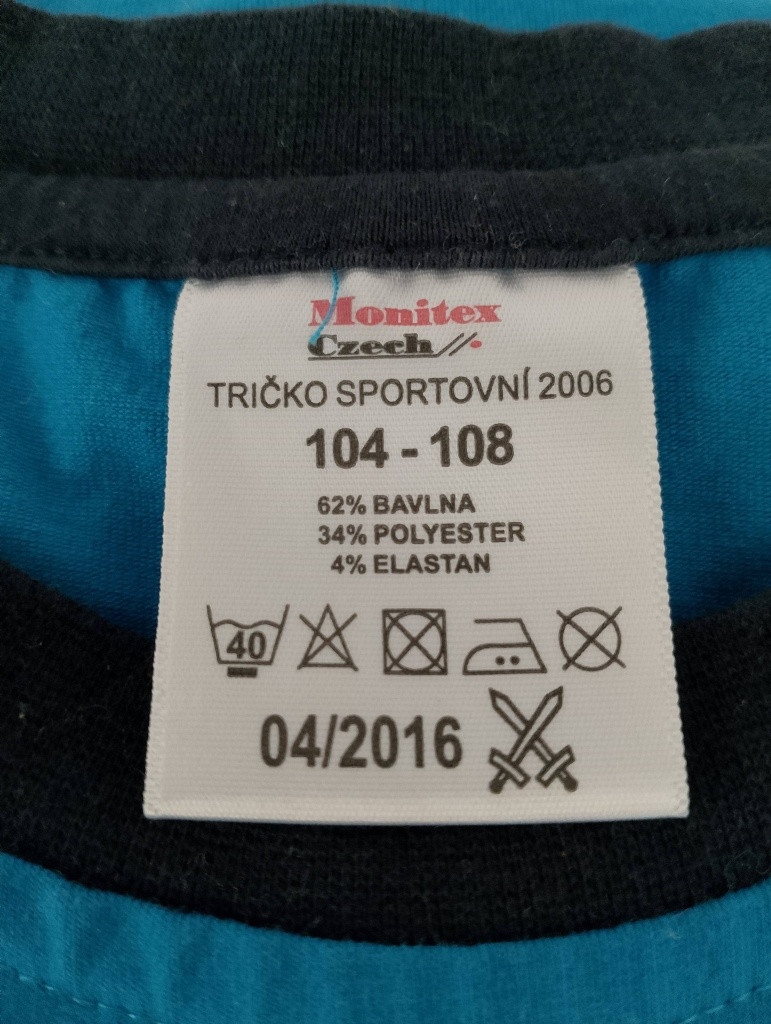 Monitex
Czech
TRIČKO SPORTOVNÍ 2006
104 - 108
62% BAVLNA
34% POLYESTER
4% ELASTAN
40
04/2016